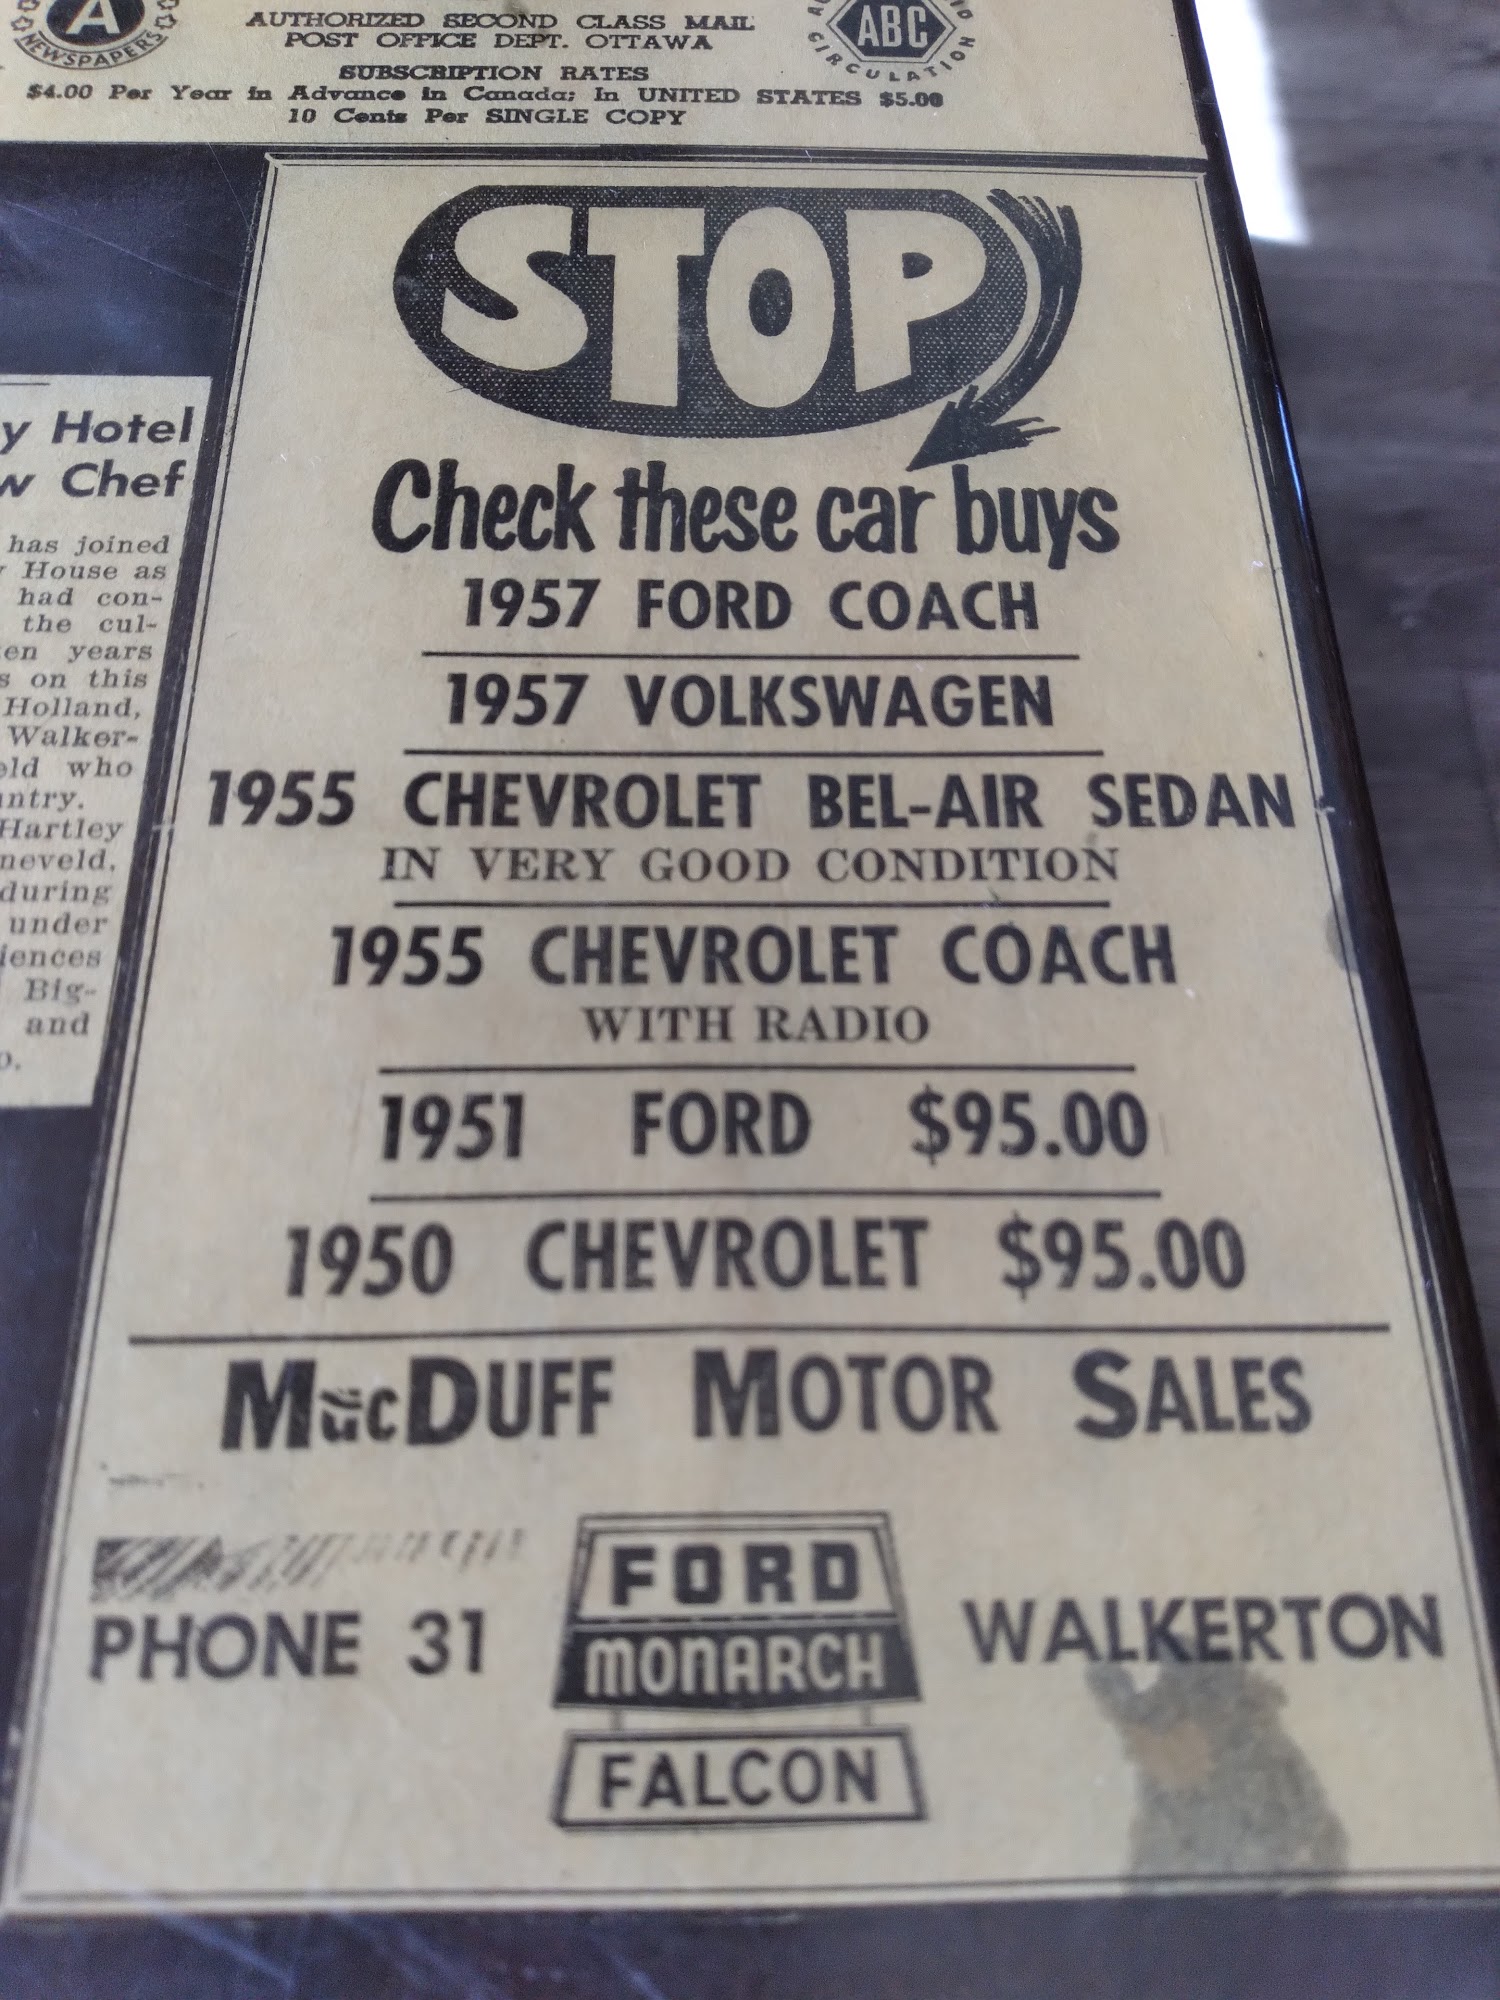 A
NEWSPAPERS
AUTHORIZED SECOND CLASS MAIL
POST OFFICE DEPT. OTTAWA
ABC
CIRCULATION
SUBSCRIPTION RATES
$4.00 Per Year in Advance in Canada; In UNITED STATES $5.00
10 Cents Per SINGLE COPY
y Hotel
w Chef
has joined
House as
had con-
the cul-
en years
s on this
Holland,
Walker-
eld who
ntry.
Hartley
neveld,
during
under
iences
Big-
and
o.
STOP
Check these car buys
1957 FORD COACH
1957 VOLKSWAGEN
1955 CHEVROLET BEL-AIR SEDAN
IN VERY GOOD CONDITION
1955 CHEVROLET COACH
WITH RADIO
1951 FORD $95.00
1950 CHEVROLET $95.00
MacDUFF MOTOR SALES
PHONE 31
FORD
MONARCH
FALCON
WALKERTON